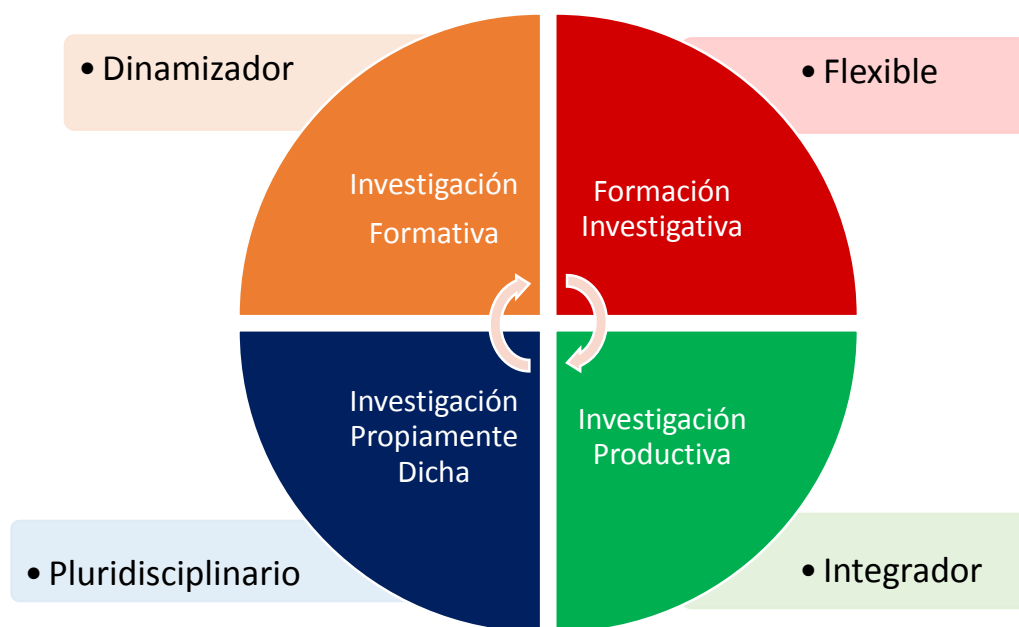 • Dinamizador
• Flexible
Investigación
Formativa
Formación
Investigativa
Investigación
Propiamente
Dicha
Investigación
Productiva
• Pluridisciplinario
• Integrador